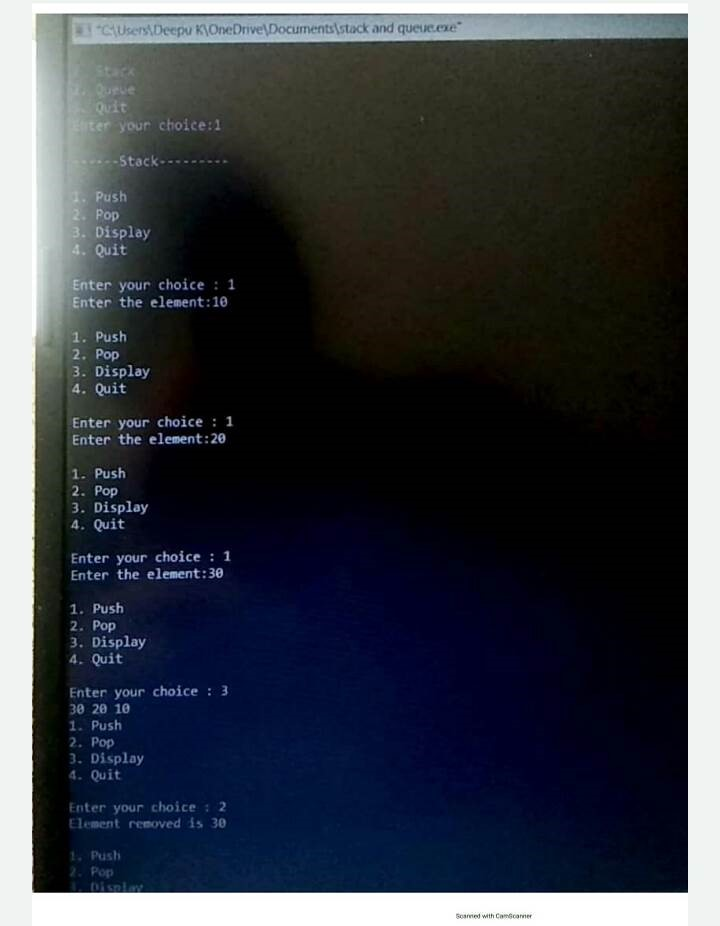 "C:\Users\Deepu K\OneDrive\Documents\stack and queue.exe"
Stack
2. Queue
Quit
Enter your choice:1
------Stack---------
1. Push
2. Pop
3. Display
4. Quit
Enter your choice : 1
Enter the element:10
1. Push
2. Pop
3. Display
4. Quit
Enter your choice : 1
Enter the element:20
1. Push
2. Pop
3. Display
4. Quit
Enter your choice : 1
Enter the element:30
1. Push
2. Pop
3. Display
4. Quit
Enter your choice : 3
30 20 10
1. Push
2. Pop
3. Display
4. Quit
Enter your choice : 2
Element removed is 30
1. Push
2. Pop
3. Display
Scanned with CamScanner